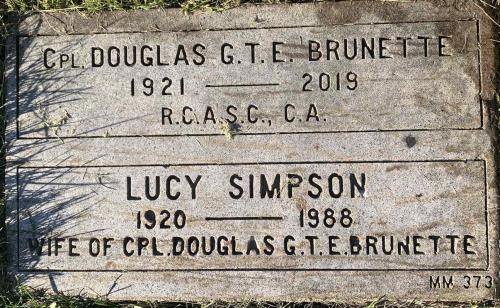 CPL. DOUGLAS G.T.E. BRUNETTE
1921 — 2019
R.C.A.S.C., C.A.
LUCY SIMPSON
1920 — 1988
WIFE OF CPL. DOUGLAS G.T.E. BRUNETTE
MM 373